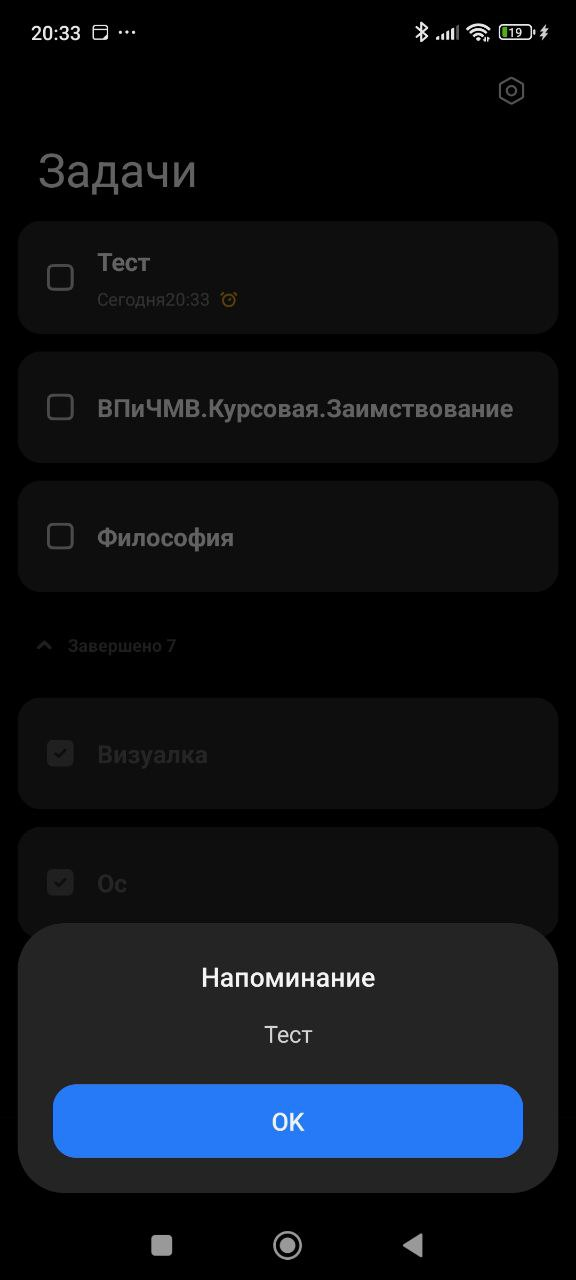 20:33
19
Задачи
Тест
Сегодня20:33
ВПиЧМВ.Курсовая.Заимствование
Философия
Завершено 7
Визуалка
Ос
Напоминание
Тест
OK